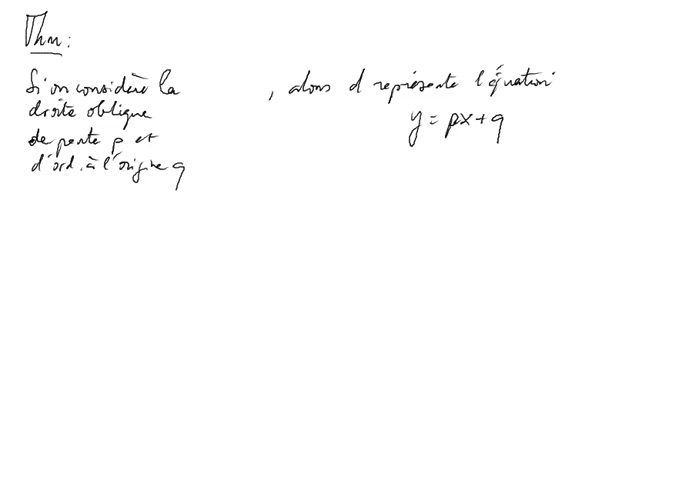 Thm:
Si on considère la
droite oblique
de pente p et
d'ord. à l'origine q
, alors d représente l'équation
y = px + q